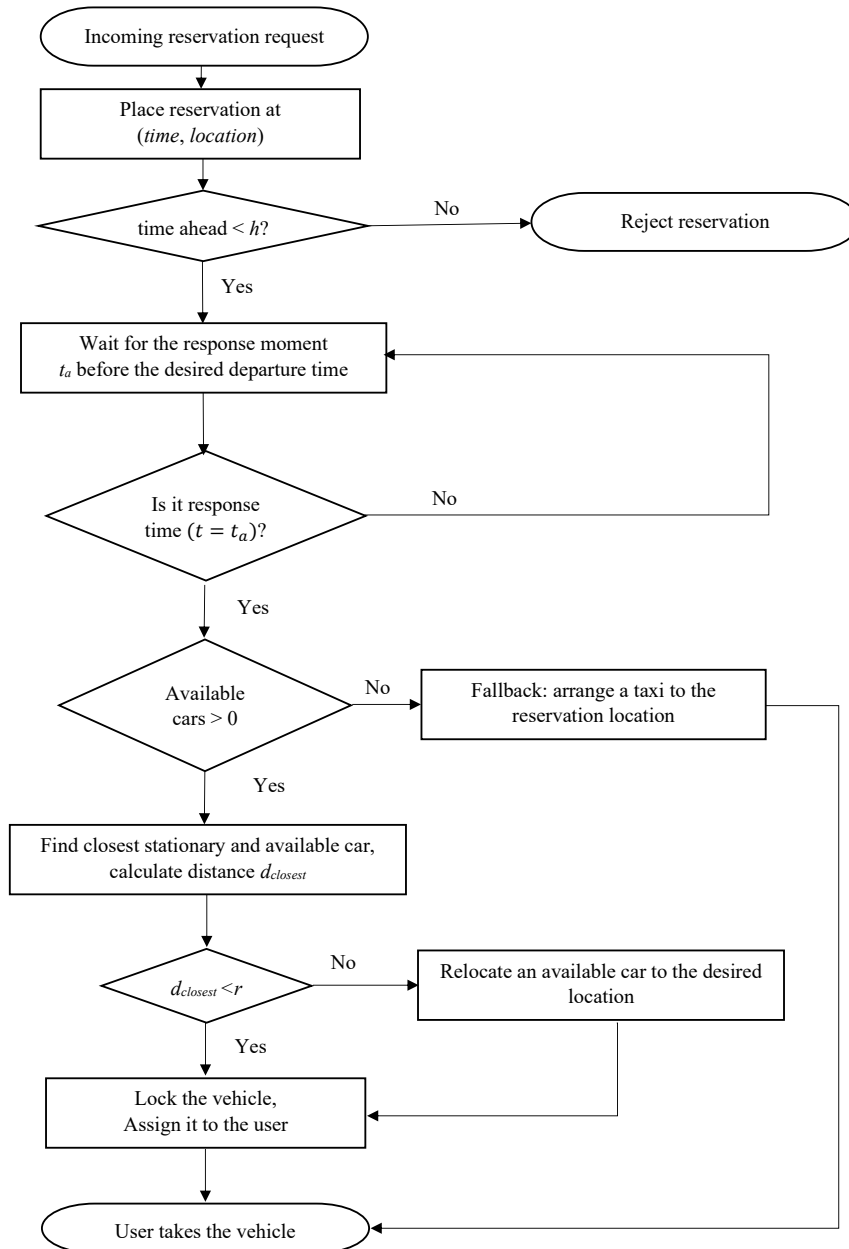 Incoming reservation request
Place reservation at
(time, location)
time ahead < h?
No
Reject reservation
Yes
Wait for the response moment
tₐ before the desired departure time
Is it response
time (t = tₐ)?
No
Yes
Available
cars > 0
No
Fallback: arrange a taxi to the
reservation location
Yes
Find closest stationary and available car,
calculate distance d_closest
d_closest <r
No
Relocate an available car to the desired
location
Yes
Lock the vehicle,
Assign it to the user
User takes the vehicle